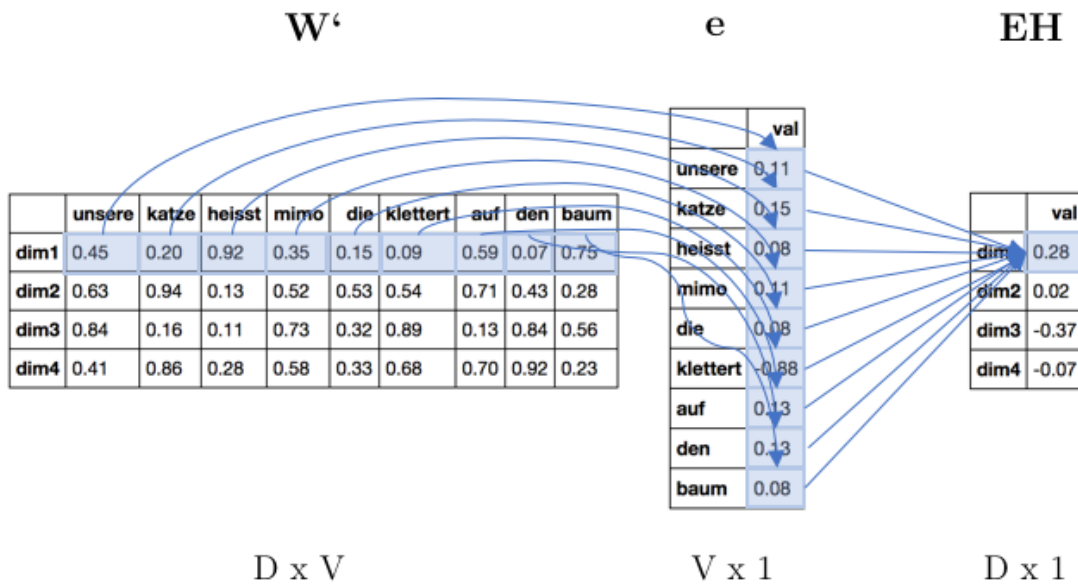 W‘ e EH
unsere katze heisst mimo die klettert auf den baum
dim1 0.45 0.20 0.92 0.35 0.15 0.09 0.59 0.07 0.75
dim2 0.63 0.94 0.13 0.52 0.53 0.54 0.71 0.43 0.28
dim3 0.84 0.16 0.11 0.73 0.32 0.89 0.13 0.84 0.56
dim4 0.41 0.86 0.28 0.58 0.33 0.68 0.70 0.92 0.23
val
unsere 0.11
katze 0.15
heisst 0.08
mimo 0.11
die 0.08
klettert -0.88
auf 0.13
den 0.13
baum 0.08
val
dim1 0.28
dim2 0.02
dim3 -0.37
dim4 -0.07
D x V V x 1 D x 1